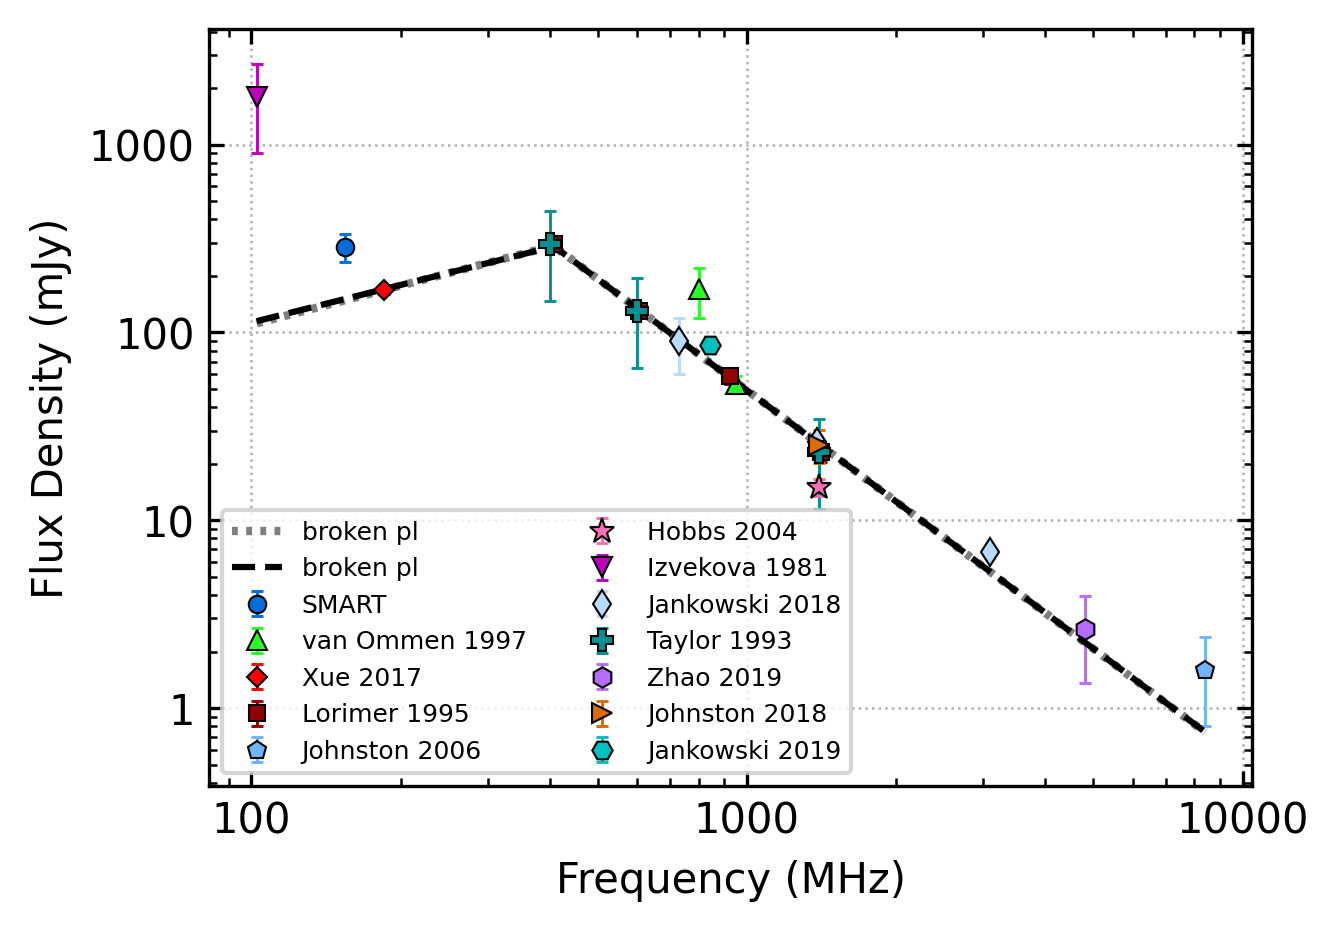 Flux Density (mJy)
1000
100
10
1
broken pl
broken pl
SMART
van Ommen 1997
Xue 2017
Lorimer 1995
Johnston 2006
Hobbs 2004
Izvekova 1981
Jankowski 2018
Taylor 1993
Zhao 2019
Johnston 2018
Jankowski 2019
100
1000
10000
Frequency (MHz)